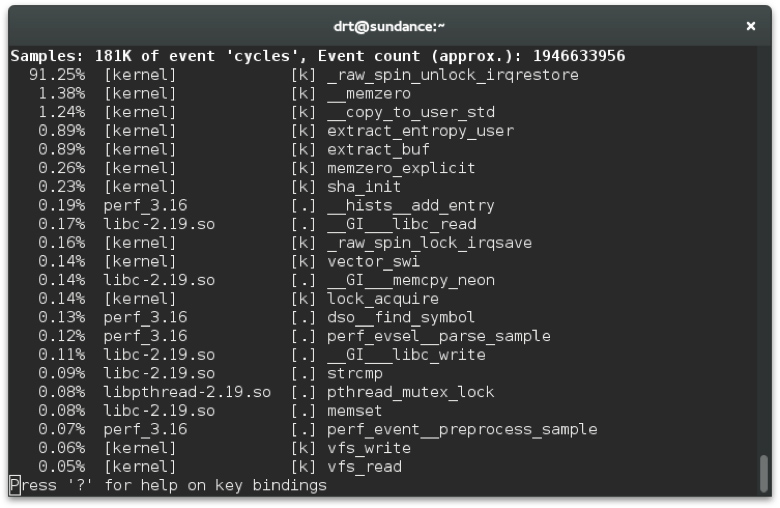 drt@sundance:~ ×
Samples: 181K of event 'cycles', Event count (approx.): 1946633956
91.25% [kernel] [k] _raw_spin_unlock_irqrestore
1.38% [kernel] [k] __memzero
1.24% [kernel] [k] __copy_to_user_std
0.89% [kernel] [k] extract_entropy_user
0.89% [kernel] [k] extract_buf
0.26% [kernel] [k] memzero_explicit
0.23% [kernel] [k] sha_init
0.19% perf_3.16 [.] __hists__add_entry
0.17% libc-2.19.so [.] __GI___libc_read
0.16% [kernel] [k] _raw_spin_lock_irqsave
0.14% [kernel] [k] vector_swi
0.14% libc-2.19.so [.] __GI___memcpy_neon
0.14% [kernel] [k] lock_acquire
0.13% perf_3.16 [.] dso__find_symbol
0.12% perf_3.16 [.] perf_evsel__parse_sample
0.11% libc-2.19.so [.] __GI___libc_write
0.09% libc-2.19.so [.] strcmp
0.08% libpthread-2.19.so [.] pthread_mutex_lock
0.08% libc-2.19.so [.] memset
0.07% perf_3.16 [.] perf_event__preprocess_sample
0.06% [kernel] [k] vfs_write
0.05% [kernel] [k] vfs_read
Press '?' for help on key bindings